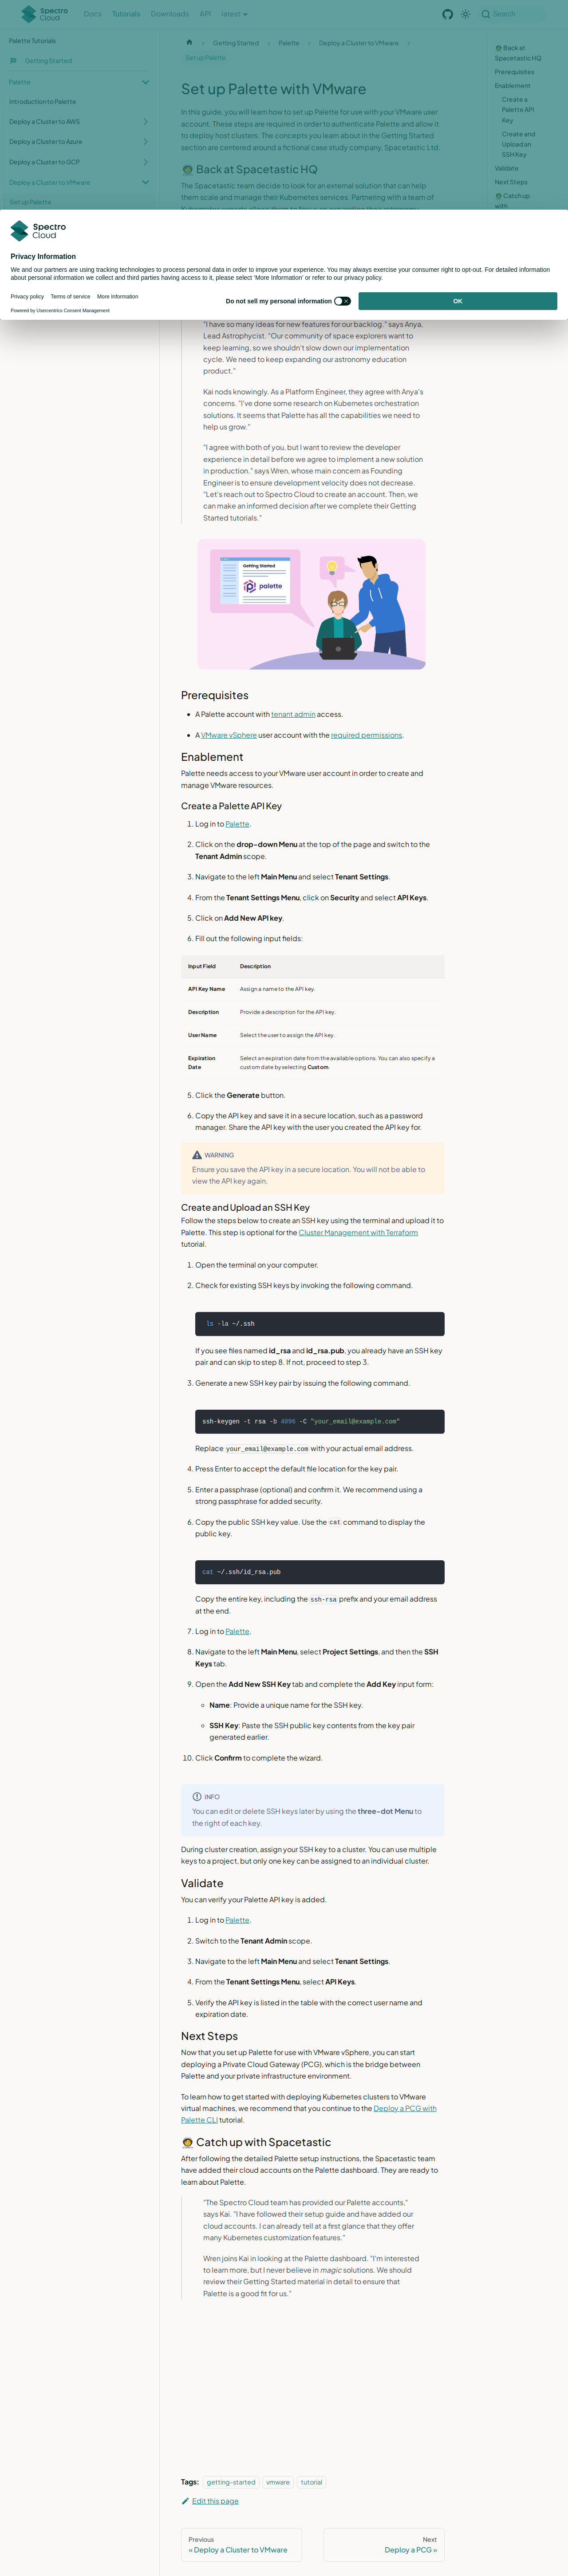 Spectro Cloud
Docs
Tutorials
Downloads
API
latest
Search
Palette Tutorials
Getting Started
Palette
Introduction to Palette
Deploy a Cluster to AWS
Deploy a Cluster to Azure
Deploy a Cluster to GCP
Deploy a Cluster to VMware
Set up Palette
Getting Started
Palette
Deploy a Cluster to VMware
Set up Palette
Set up Palette with VMware
In this guide, you will learn how to set up Palette for use with your VMware user
account. These steps are required in order to authenticate Palette and allow it
to deploy host clusters. The concepts you learn about in the Getting Started
section are centered around a fictional case study company, Spacetastic Ltd.
🧑‍🚀 Back at Spacetastic HQ
The Spacetastic team decide to look for an external solution that can help
them scale and manage their Kubernetes services. Partnering with a team of
🧑‍🚀 Back at
Spacetastic HQ
Prerequisites
Enablement
Create a
Palette API
Key
Create and
Upload an
SSH Key
Validate
Next Steps
🧑‍🚀 Catch up
with
Spectro Cloud
Privacy Information
We and our partners are using tracking technologies to process personal data in order to improve your experience. You may always exercise your consumer right to opt-out. For detailed information
about personal information we collect and third parties having access to it, please select 'More Information' or refer to our privacy policy.
Privacy policy
Terms of service
More Information
Powered by Usercentrics Consent Management
Do not sell my personal information
OK
"I have so many ideas for new features for our backlog." says Anya,
Lead Astrophycist. "Our community of space explorers want to
keep learning, so we shouldn't slow down our implementation
cycle. We need to keep expanding our astronomy education
product."
Kai nods knowingly. As a Platform Engineer, they agree with Anya's
concerns. "I've done some research on Kubernetes orchestration
solutions. It seems that Palette has all the capabilities we need to
help us grow."
"I agree with both of you, but I want to review the developer
experience in detail before we agree to implement a new solution
in production." says Wren, whose main concern as Founding
Engineer is to ensure development velocity does not decrease.
"Let's reach out to Spectro Cloud to create an account. Then, we
can make an informed decision after we complete their Getting
Started tutorials."
Getting Started
palette
Prerequisites
A Palette account with tenant admin access.
A VMware vSphere user account with the required permissions.
Enablement
Palette needs access to your VMware user account in order to create and
manage VMware resources.
Create a Palette API Key
1. Log in to Palette.
2. Click on the drop-down Menu at the top of the page and switch to the
Tenant Admin scope.
3. Navigate to the left Main Menu and select Tenant Settings.
4. From the Tenant Settings Menu, click on Security and select API Keys.
5. Click on Add New API key.
6. Fill out the following input fields:
Input Field Description
API Key Name Assign a name to the API key.
Description Provide a description for the API key.
User Name Select the user to assign the API key.
Expiration Date Select an expiration date from the available options. You can also specify a
custom date by selecting Custom.
5. Click the Generate button.
6. Copy the API key and save it in a secure location, such as a password
manager. Share the API key with the user you created the API key for.
WARNING
Ensure you save the API key in a secure location. You will not be able to
view the API key again.
Create and Upload an SSH Key
Follow the steps below to create an SSH key using the terminal and upload it to
Palette. This step is optional for the Cluster Management with Terraform
tutorial.
1. Open the terminal on your computer.
2. Check for existing SSH keys by invoking the following command.
ls -la ~/.ssh
If you see files named id_rsa and id_rsa.pub, you already have an SSH key
pair and can skip to step 8. If not, proceed to step 3.
3. Generate a new SSH key pair by issuing the following command.
ssh-keygen -t rsa -b 4096 -C "your_email@example.com"
Replace your_email@example.com with your actual email address.
4. Press Enter to accept the default file location for the key pair.
5. Enter a passphrase (optional) and confirm it. We recommend using a
strong passphrase for added security.
6. Copy the public SSH key value. Use the cat command to display the
public key.
cat ~/.ssh/id_rsa.pub
Copy the entire key, including the ssh-rsa prefix and your email address
at the end.
7. Log in to Palette.
8. Navigate to the left Main Menu, select Project Settings, and then the SSH
Keys tab.
9. Open the Add New SSH Key tab and complete the Add Key input form:
Name: Provide a unique name for the SSH key.
SSH Key: Paste the SSH public key contents from the key pair
generated earlier.
10. Click Confirm to complete the wizard.
INFO
You can edit or delete SSH keys later by using the three-dot Menu to
the right of each key.
During cluster creation, assign your SSH key to a cluster. You can use multiple
keys to a project, but only one key can be assigned to an individual cluster.
Validate
You can verify your Palette API key is added.
1. Log in to Palette.
2. Switch to the Tenant Admin scope.
3. Navigate to the left Main Menu and select Tenant Settings.
4. From the Tenant Settings Menu, select API Keys.
5. Verify the API key is listed in the table with the correct user name and
expiration date.
Next Steps
Now that you set up Palette for use with VMware vSphere, you can start
deploying a Private Cloud Gateway (PCG), which is the bridge between
Palette and your private infrastructure environment.
To learn how to get started with deploying Kubernetes clusters to VMware
virtual machines, we recommend that you continue to the Deploy a PCG with
Palette CLI tutorial.
🧑‍🚀 Catch up with Spacetastic
After following the detailed Palette setup instructions, the Spacetastic team
have added their cloud accounts on the Palette dashboard. They are ready to
learn about Palette.
"The Spectro Cloud team has provided our Palette accounts,"
says Kai. "I have followed their setup guide and have added our
cloud accounts. I can already tell at a first glance that they offer
many Kubernetes customization features."
Wren joins Kai in looking at the Palette dashboard. "I'm interested
to learn more, but I never believe in magic solutions. We should
review their Getting Started material in detail to ensure that
Palette is a good fit for us."
Tags:
getting-started
vmware
tutorial
Edit this page
Previous
« Deploy a Cluster to VMware
Next
Deploy a PCG »